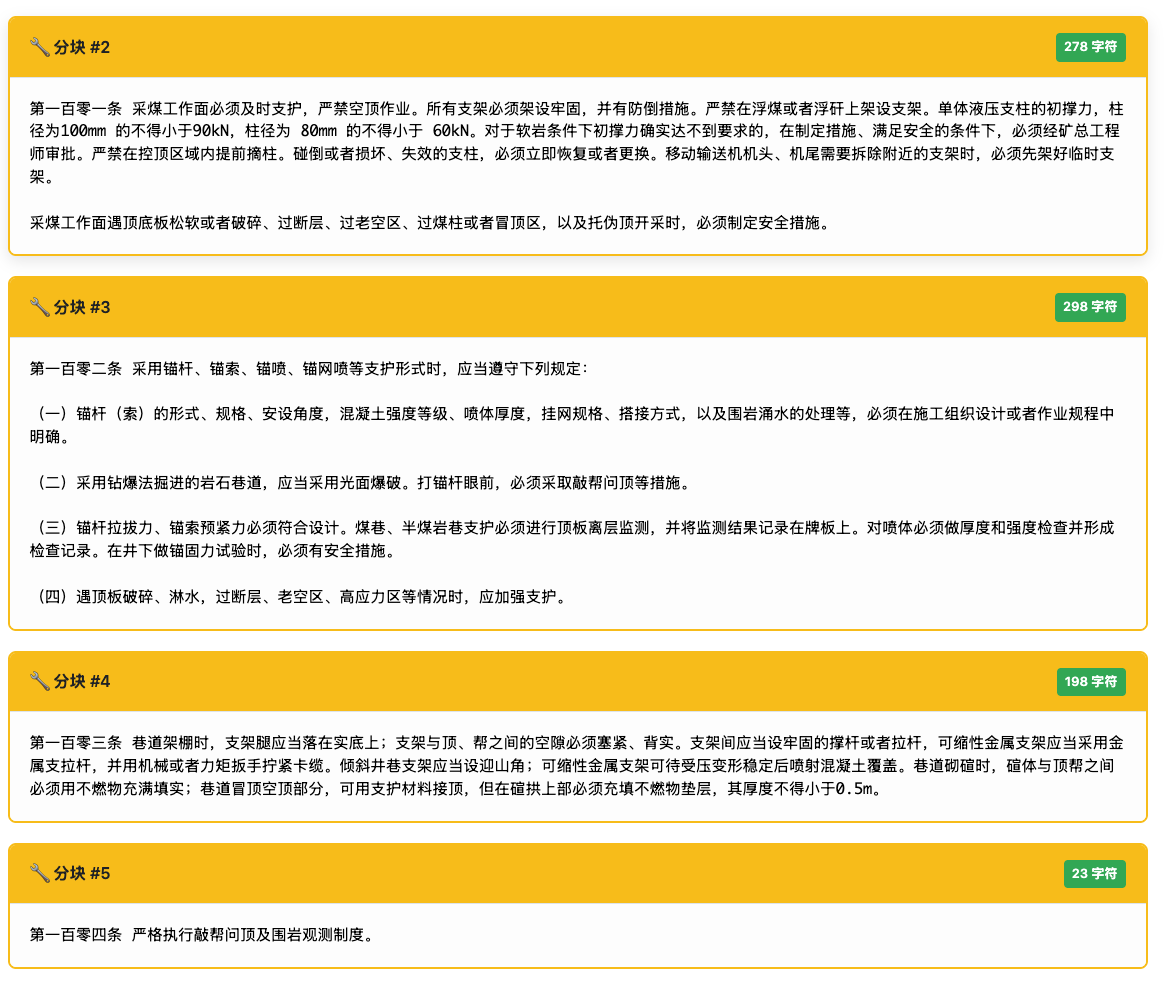 分块 #2
278 字符
第一百零一条 采煤工作面必须及时支护，严禁空顶作业。所有支架必须架设牢固，并有防倒措施。严禁在浮煤或者浮矸上架设支架。单体液压支柱的初撑力，柱
径为100mm 的不得小于90kN，柱径为 80mm 的不得小于 60kN。对于软岩条件下初撑力确实达不到要求的，在制定措施、满足安全的条件下，必须经矿总工程
师审批。严禁在控顶区域内提前摘柱。碰倒或者损坏、失效的支柱，必须立即恢复或者更换。移动输送机机头、机尾需要拆除附近的支架时，必须先架好临时支
架。
采煤工作面遇顶底板松软或者破碎、过断层、过老空区、过煤柱或者冒顶区，以及托伪顶开采时，必须制定安全措施。
分块 #3
298 字符
第一百零二条 采用锚杆、锚索、锚喷、锚网喷等支护形式时，应当遵守下列规定：
（一）锚杆（索）的形式、规格、安设角度，混凝土强度等级、喷体厚度，挂网规格、搭接方式，以及围岩涌水的处理等，必须在施工组织设计或者作业规程中
明确。
（二）采用钻爆法掘进的岩石巷道，应当采用光面爆破。打锚杆眼前，必须采取敲帮问顶等措施。
（三）锚杆拉拔力、锚索预紧力必须符合设计。煤巷、半煤岩巷支护必须进行顶板离层监测，并将监测结果记录在牌板上。对喷体必须做厚度和强度检查并形成
检查记录。在井下做锚固力试验时，必须有安全措施。
（四）遇顶板破碎、淋水，过断层、老空区、高应力区等情况时，应加强支护。
分块 #4
198 字符
第一百零三条 巷道架棚时，支架腿应当落在实底上；支架与顶、帮之间的空隙必须塞紧、背实。支架间应当设牢固的撑杆或者拉杆，可缩性金属支架应当采用金
属支拉杆，并用机械或者力矩扳手拧紧卡缆。倾斜井巷支架应当设迎山角；可缩性金属支架可待受压变形稳定后喷射混凝土覆盖。巷道砌碹时，碹体与顶帮之间
必须用不燃物充满填实；巷道冒顶空顶部分，可用支护材料接顶，但在碹拱上部必须充填不燃物垫层，其厚度不得小于0.5m。
分块 #5
23 字符
第一百零四条 严格执行敲帮问顶及围岩观测制度。